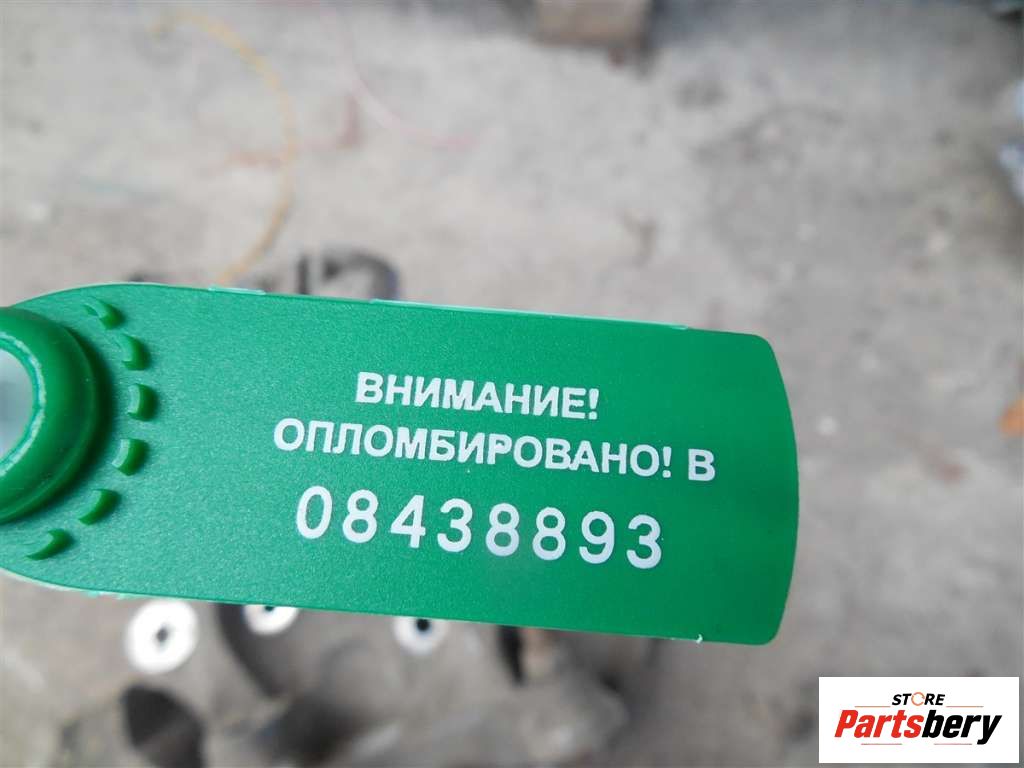 ВНИМАНИЕ!
ОПЛОМБИРОВАНО! В
08438893
STORE
Partsbery